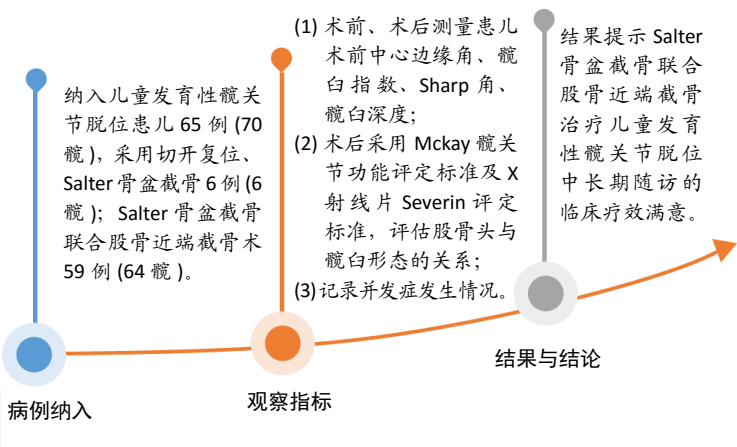 纳入儿童发育性髋关
节脱位患儿 65 例 (70
髋 )，采用切开复位、
Salter 骨盆截骨 6 例 (6
髋 )；Salter 骨盆截骨
联合股骨近端截骨术
59 例 (64 髋 )。
病例纳入
(1) 术前、术后测量患儿
术前中心边缘角、髋
臼指数、Sharp 角、
髋臼深度；
(2) 术后采用 Mckay 髋关
节功能评定标准及 X
射线片 Severin 评定
标准，评估股骨头与
髋臼形态的关系；
(3)记录并发症发生情况。
观察指标
结果提示 Salter
骨盆截骨联合
股骨近端截骨
治疗儿童发育
性髋关节脱位
中长期随访的
临床疗效满意。
结果与结论